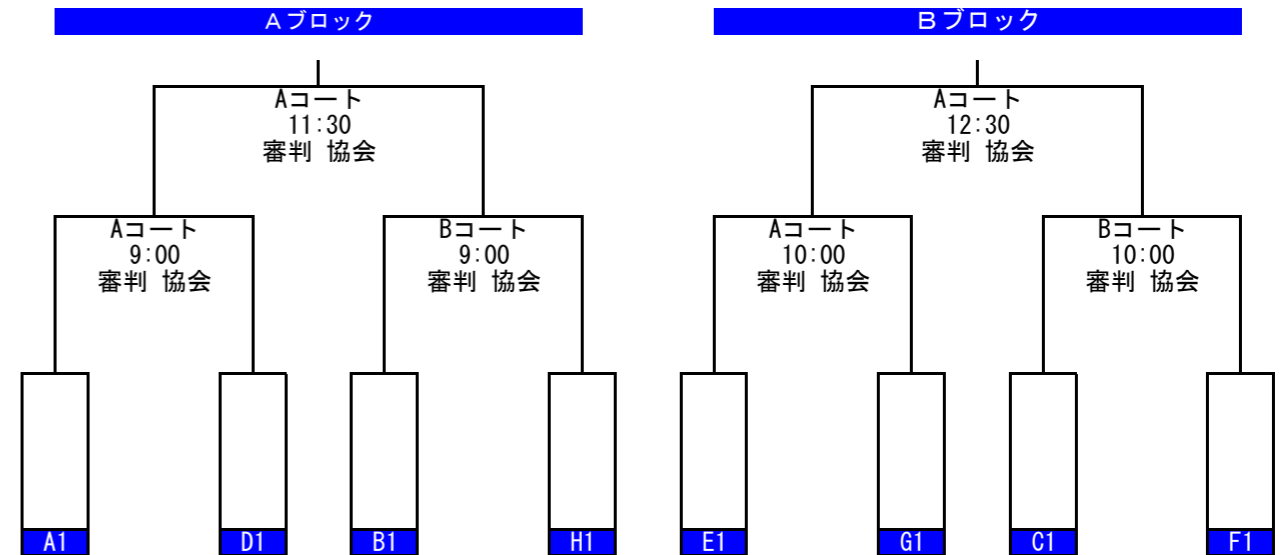 Aブロック
Aコート
11:30
審判 協会
Aコート
9:00
審判 協会
Bコート
9:00
審判 協会
A1
D1
B1
H1
Bブロック
Aコート
12:30
審判 協会
Aコート
10:00
審判 協会
Bコート
10:00
審判 協会
E1
G1
C1
F1